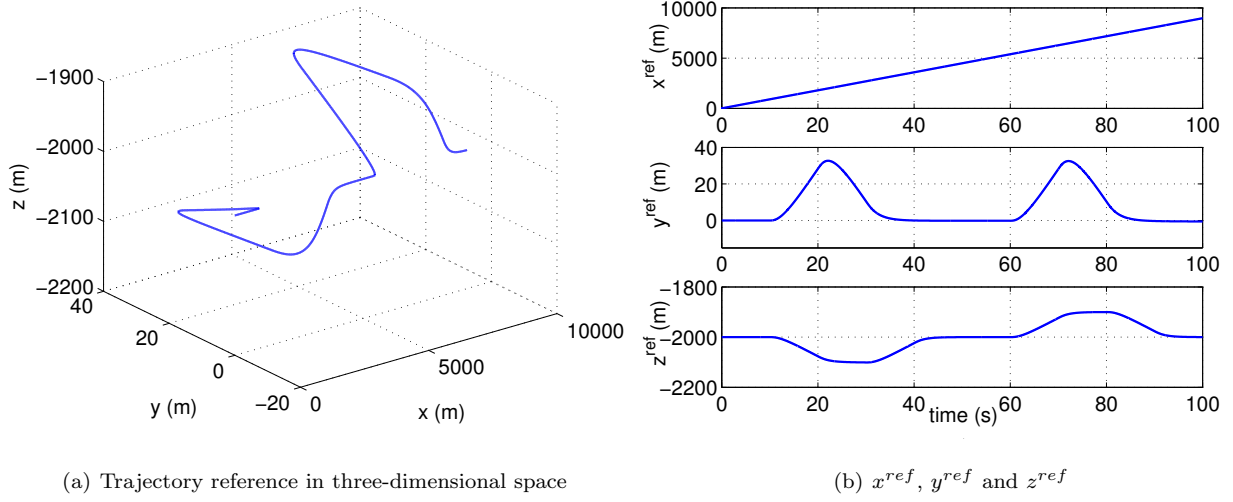 −1900
−2000
−2100
−2200
z (m)
40
20
0
−20
y (m)
0
5000
10000
x (m)
(a) Trajectory reference in three-dimensional space
10000
5000
0
x^ref (m)
0 20 40 60 80 100
40
20
0
y^ref (m)
0 20 40 60 80 100
−1800
−2000
−2200
z^ref (m)
0 20 40 60 80 100
time (s)
(b) x^ref, y^ref and z^ref